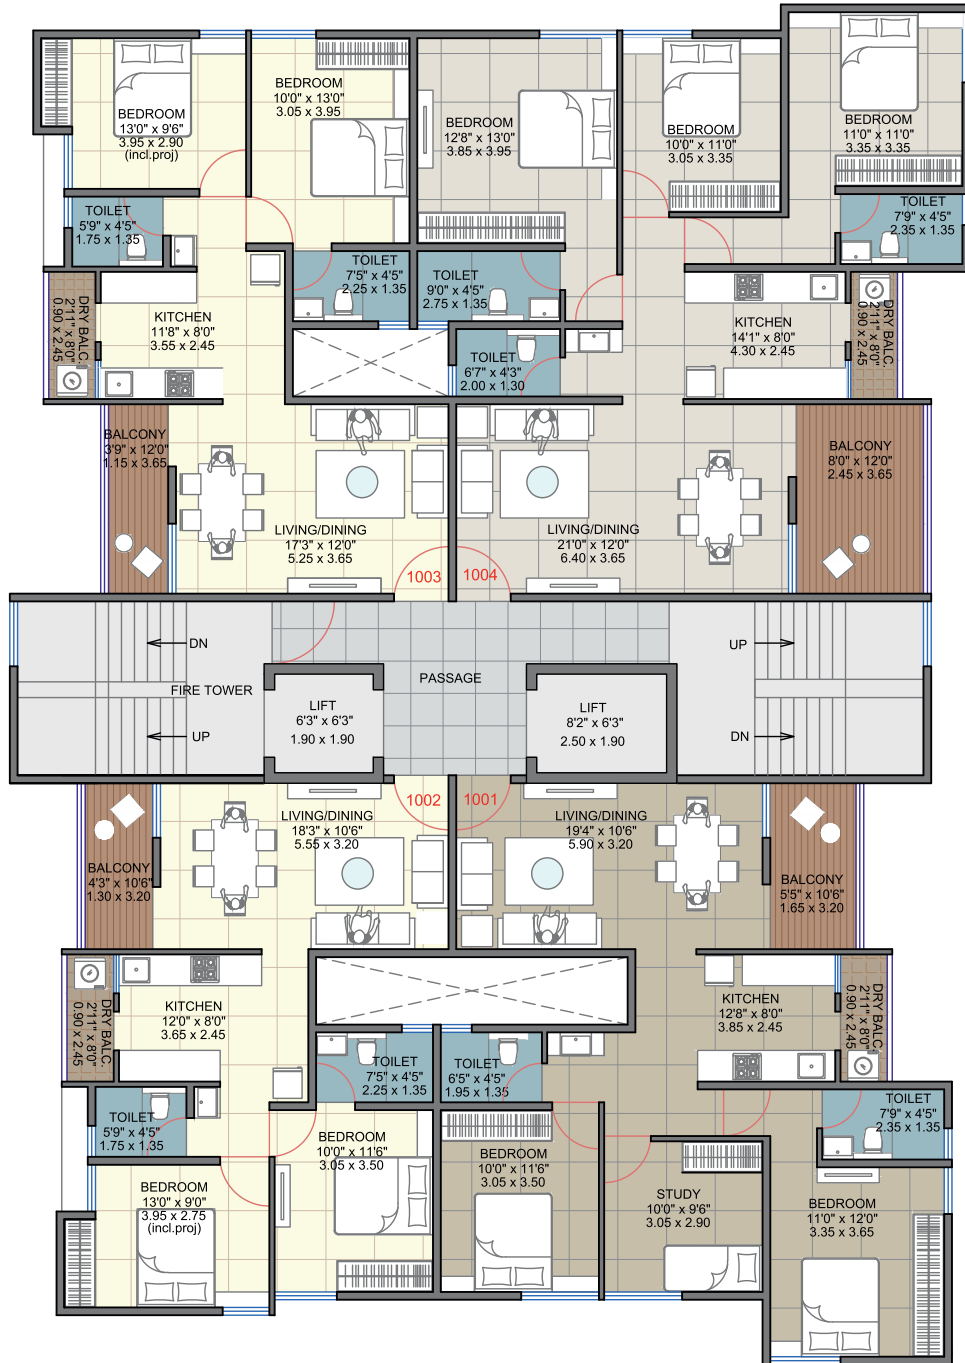 BEDROOM
13'0" x 9'6"
3.95 x 2.90
(incl.proj)
BEDROOM
10'0" x 13'0"
3.05 x 3.95
BEDROOM
12'8" x 13'0"
3.85 x 3.95
BEDROOM
10'0" x 11'0"
3.05 x 3.35
BEDROOM
11'0" x 11'0"
3.35 x 3.35
TOILET
5'9" x 4'5"
1.75 x 1.35
TOILET
7'5" x 4'5"
2.25 x 1.35
TOILET
9'0" x 4'5"
2.75 x 1.35
TOILET
7'9" x 4'5"
2.35 x 1.35
DRY BALC.
2'11" x 8'0"
0.90 x 2.45
KITCHEN
11'8" x 8'0"
3.55 x 2.45
TOILET
6'7" x 4'3"
2.00 x 1.30
KITCHEN
14'1" x 8'0"
4.30 x 2.45
DRY BALC.
2'11" x 8'0"
0.90 x 2.45
BALCONY
3'9" x 12'0"
1.15 x 3.65
LIVING/DINING
17'3" x 12'0"
5.25 x 3.65
1003
1004
LIVING/DINING
21'0" x 12'0"
6.40 x 3.65
BALCONY
8'0" x 12'0"
2.45 x 3.65
DN
FIRE TOWER
UP
LIFT
6'3" x 6'3"
1.90 x 1.90
PASSAGE
LIFT
8'2" x 6'3"
2.50 x 1.90
UP
DN
1002
1001
LIVING/DINING
18'3" x 10'6"
5.55 x 3.20
LIVING/DINING
19'4" x 10'6"
5.90 x 3.20
BALCONY
4'3" x 10'6"
1.30 x 3.20
BALCONY
5'5" x 10'6"
1.65 x 3.20
DRY BALC.
2'11" x 8'0"
0.90 x 2.45
KITCHEN
12'0" x 8'0"
3.65 x 2.45
KITCHEN
12'8" x 8'0"
3.85 x 2.45
DRY BALC.
2'11" x 8'0"
0.90 x 2.45
TOILET
7'5" x 4'5"
2.25 x 1.35
TOILET
6'5" x 4'5"
1.95 x 1.35
TOILET
5'9" x 4'5"
1.75 x 1.35
TOILET
7'9" x 4'5"
2.35 x 1.35
BEDROOM
13'0" x 9'0"
3.95 x 2.75
(incl.proj)
BEDROOM
10'0" x 11'6"
3.05 x 3.50
BEDROOM
10'0" x 11'6"
3.05 x 3.50
STUDY
10'0" x 9'6"
3.05 x 2.90
BEDROOM
11'0" x 12'0"
3.35 x 3.65